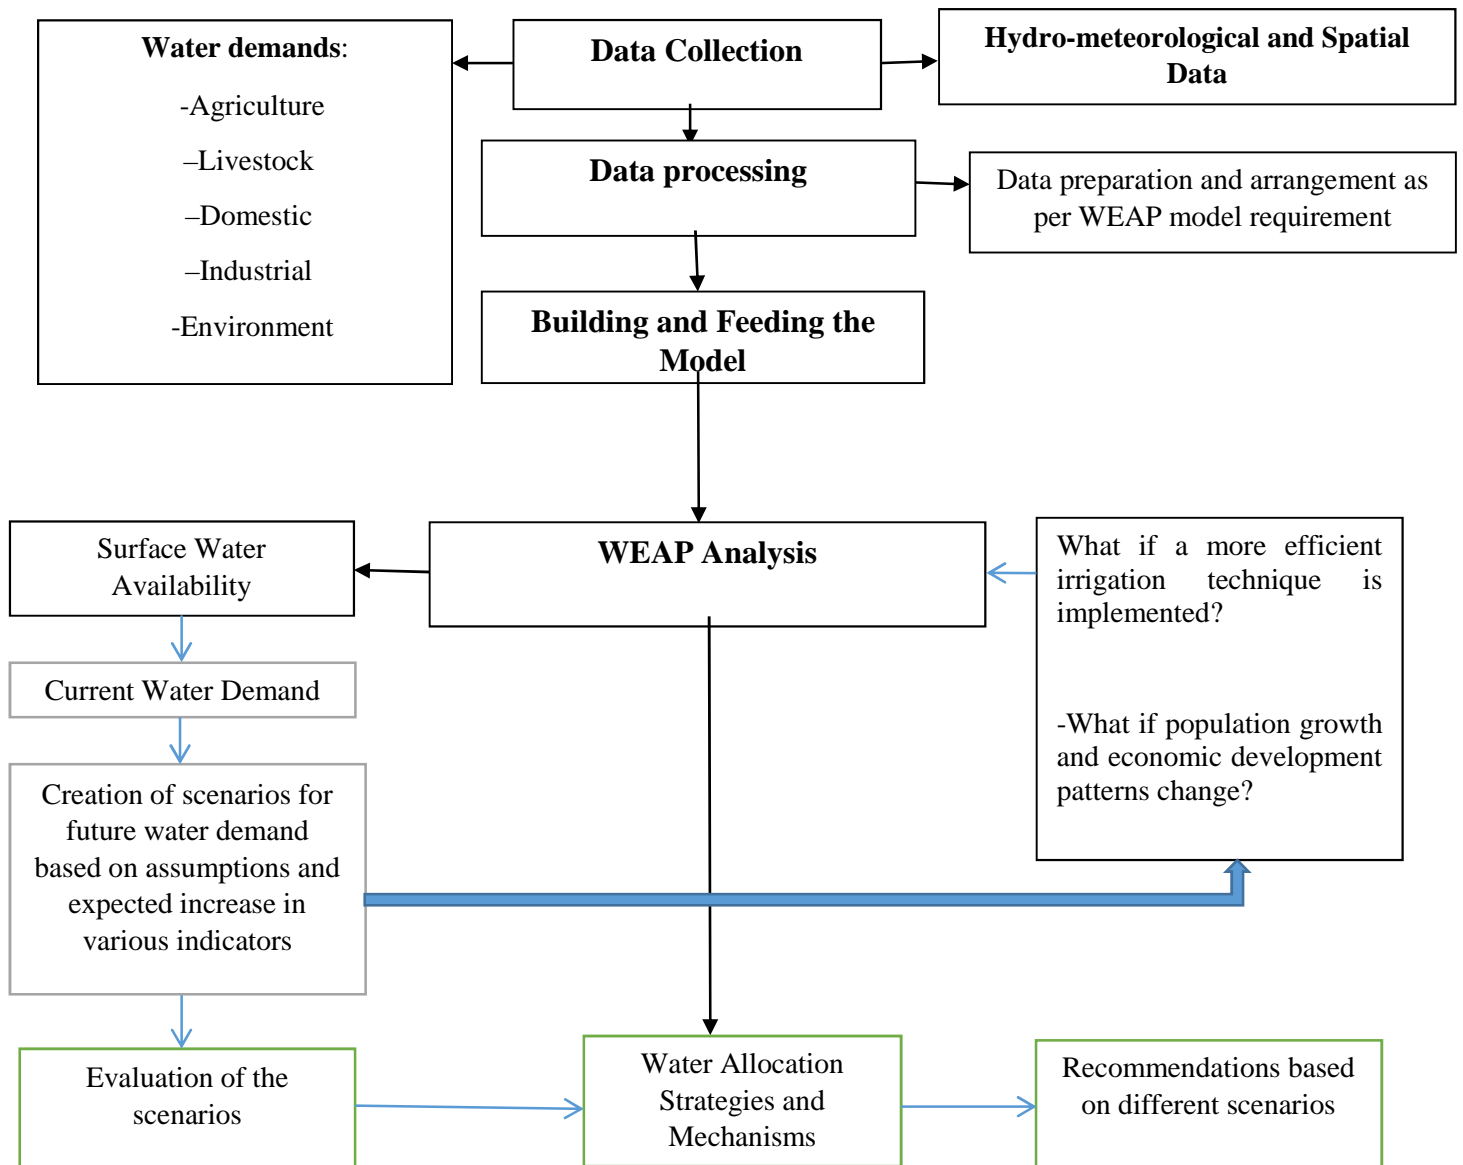 Water demands:
-Agriculture
–Livestock
–Domestic
–Industrial
-Environment
Data Collection
Hydro-meteorological and Spatial
Data
Data processing
Data preparation and arrangement as
per WEAP model requirement
Building and Feeding the
Model
WEAP Analysis
Surface Water
Availability
Current Water Demand
Creation of scenarios for
future water demand
based on assumptions and
expected increase in
various indicators
What if a more efficient
irrigation technique is
implemented?
-What if population growth
and economic development
patterns change?
Evaluation of the
scenarios
Water Allocation
Strategies and
Mechanisms
Recommendations based
on different scenarios